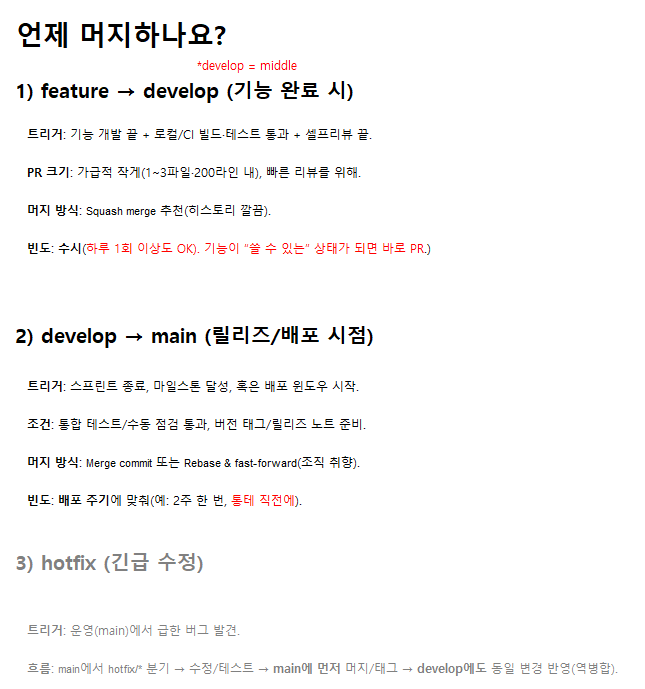 언제 머지하나요?
*develop = middle
1) feature → develop (기능 완료 시)
트리거: 기능 개발 끝 + 로컬/CI 빌드·테스트 통과 + 셀프리뷰 끝.
PR 크기: 가급적 작게(1~3파일·200라인 내), 빠른 리뷰를 위해.
머지 방식: Squash merge 추천(히스토리 깔끔).
빈도: 수시(하루 1회 이상도 OK). 기능이 "쓸 수 있는" 상태가 되면 바로 PR.)
2) develop → main (릴리즈/배포 시점)
트리거: 스프린트 종료, 마일스톤 달성, 혹은 배포 윈도우 시작.
조건: 통합 테스트/수동 점검 통과, 버전 태그/릴리즈 노트 준비.
머지 방식: Merge commit 또는 Rebase & fast-forward(조직 취향).
빈도: 배포 주기에 맞춰(예: 2주 한 번, 통테 직전에).
3) hotfix (긴급 수정)
트리거: 운영(main)에서 급한 버그 발견.
흐름: main에서 hotfix/* 분기 → 수정/테스트 → main에 먼저 머지/태그 → develop에도 동일 변경 반영(역병합).